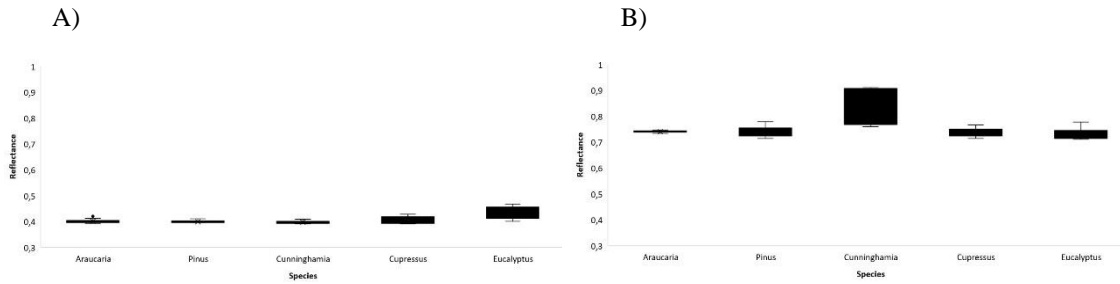 A)
1
0,9
0,8
0,7
0,6
0,5
0,4
0,3
Reflectance
Araucaria Pinus Cunninghamia Cupressus Eucalyptus
Species
B)
1
0,9
0,8
0,7
0,6
0,5
0,4
0,3
Reflectance
Araucaria Pinus Cunninghamia Cupressus Eucalyptus
Species